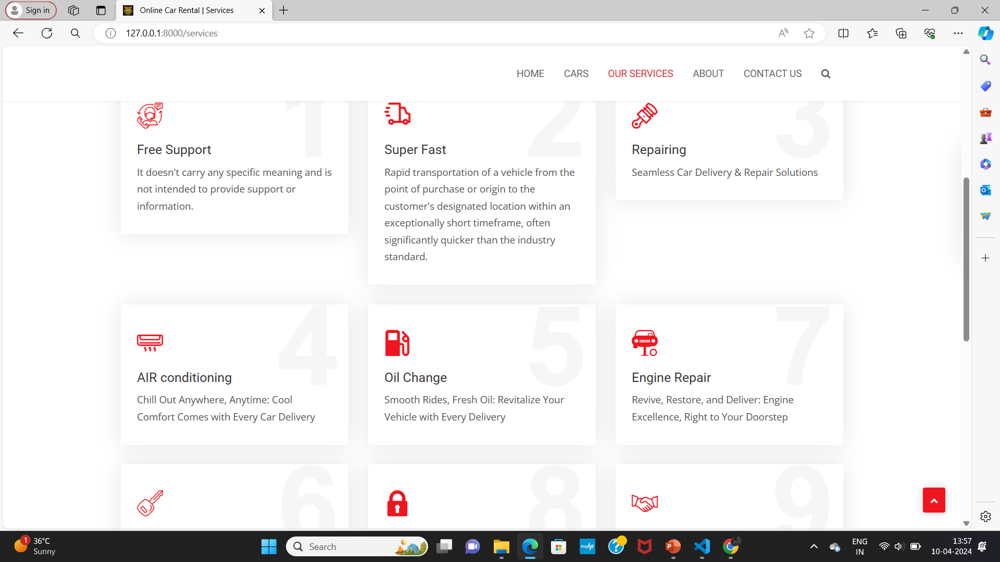 Sign in
Online Car Rental | Services
127.0.0.1:8000/services
HOME CARS OUR SERVICES ABOUT CONTACT US
1
Free Support
It doesn't carry any specific meaning and is
not intended to provide support or
information.
2
Super Fast
Rapid transportation of a vehicle from the
point of purchase or origin to the
customer's designated location within an
exceptionally short timeframe, often
significantly quicker than the industry
standard.
3
Repairing
Seamless Car Delivery & Repair Solutions
4
AIR conditioning
Chill Out Anywhere, Anytime: Cool
Comfort Comes with Every Car Delivery
5
Oil Change
Smooth Rides, Fresh Oil: Revitalize Your
Vehicle with Every Delivery
7
Engine Repair
Revive, Restore, and Deliver: Engine
Excellence, Right to Your Doorstep
6
8
9
1
36°C
Sunny
Search
myhp
ENG
IN
13:57
10-04-2024